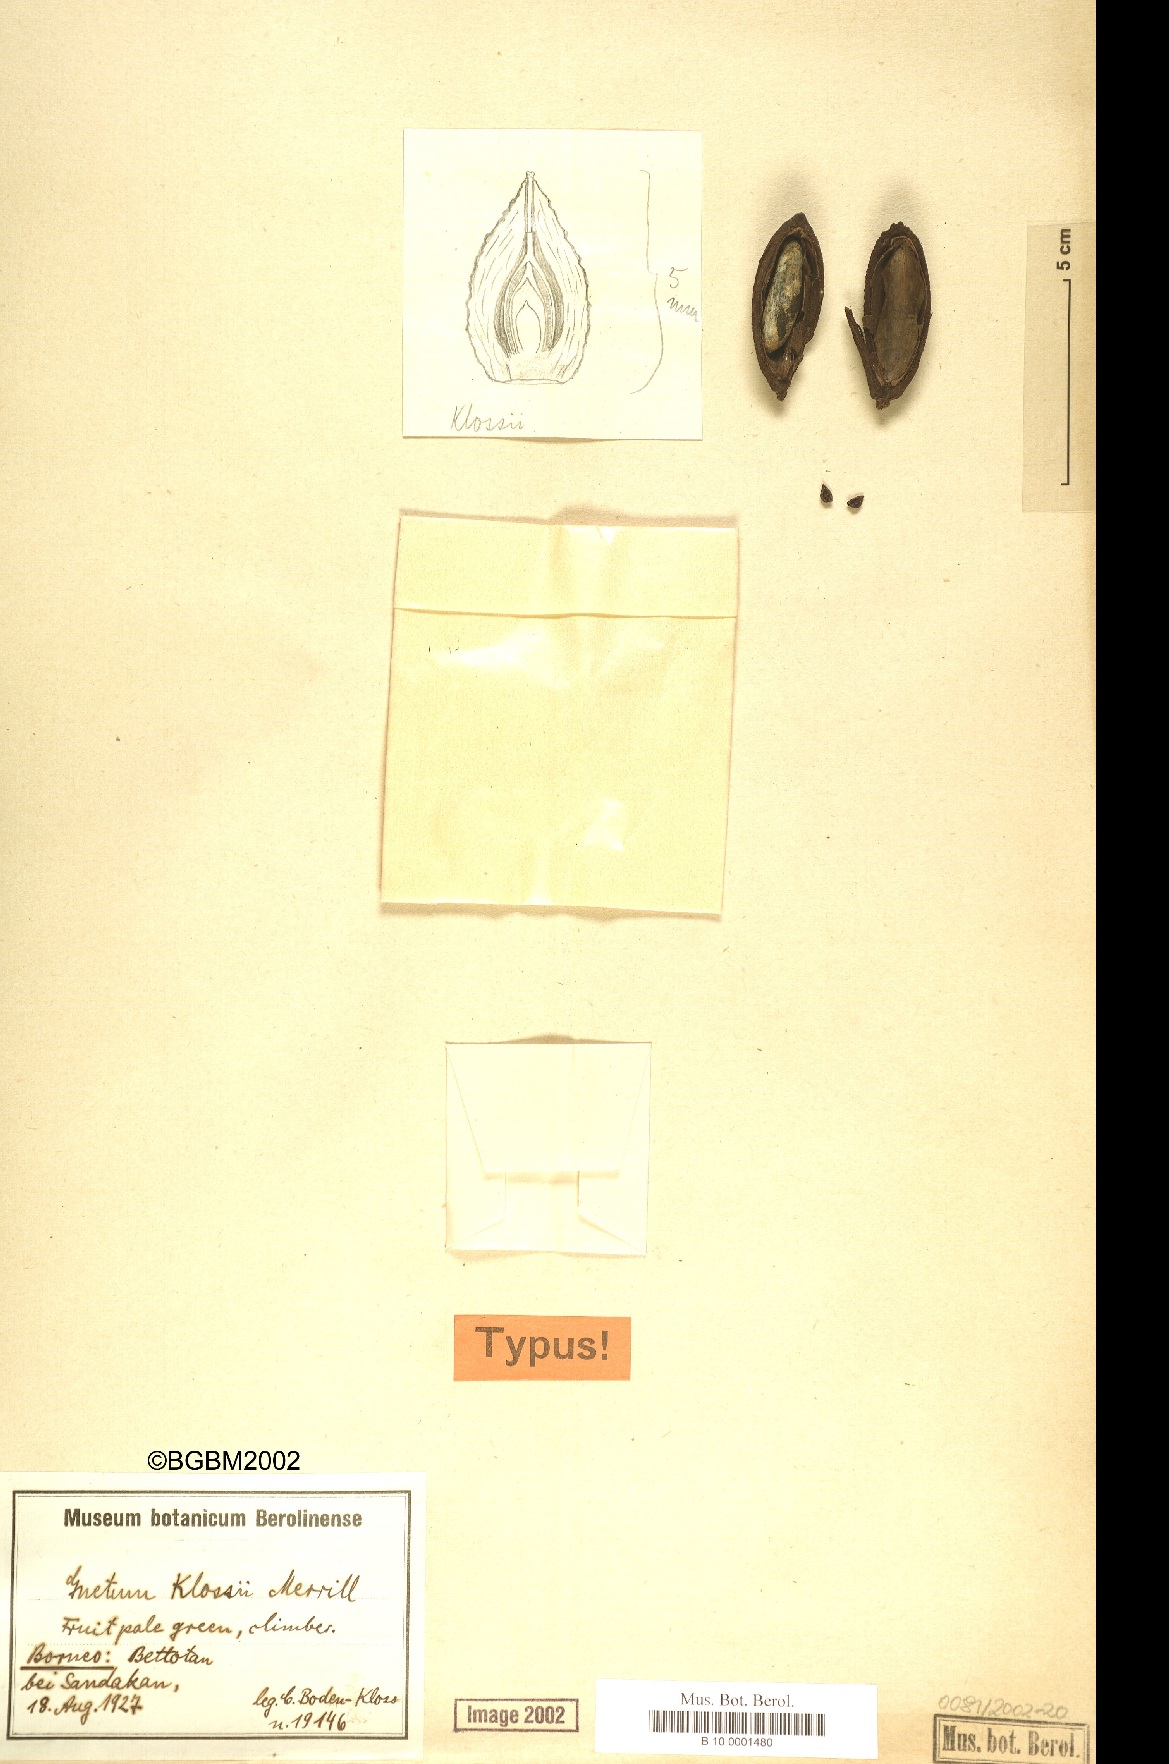 5 cm
5
mm
Klossii.
Typus!
©BGBM2002
Museum botanicum Berolinense
Gnetum Klossii Merrill
Fruit pale green, climber.
Borneo: Bettotan
bei Sandakan,
18. Aug. 1927
leg. C. Boden-Kloss
n. 19146
Image 2002
Mus. Bot. Berol.
B 10 0001480
0081/2002-20
Mus. bot. Berol.